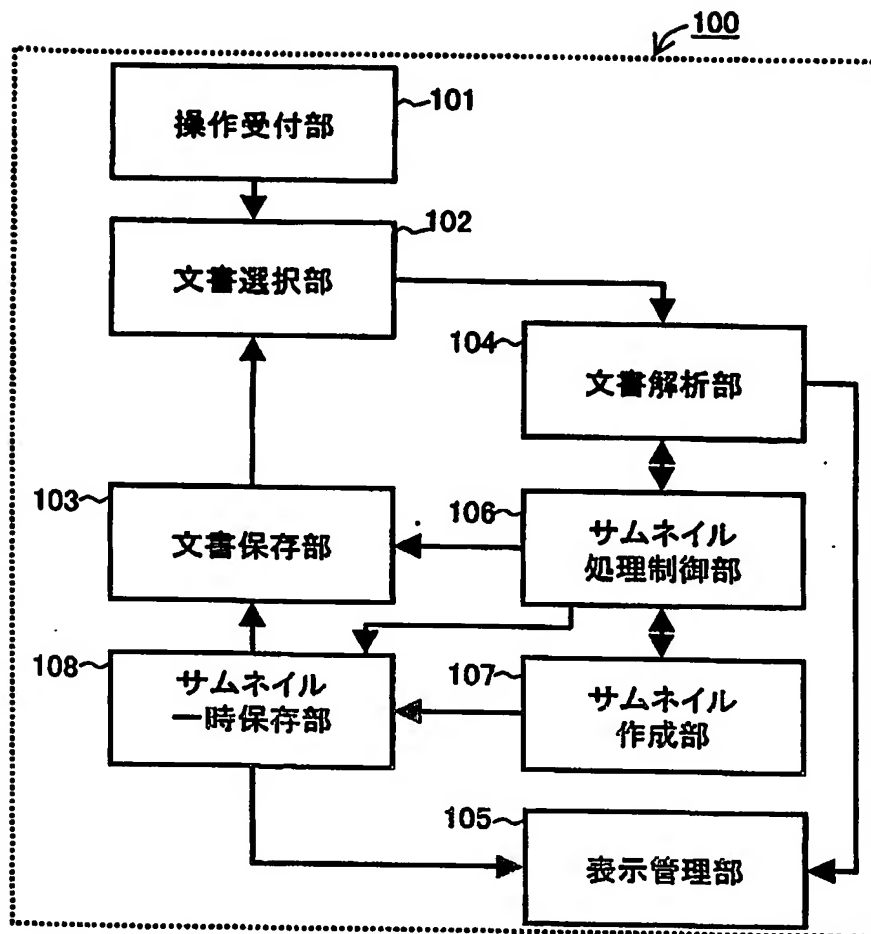 100
101
操作受付部
102
文書選択部
104
文書解析部
103
文書保存部
106
サムネイル
処理制御部
108
サムネイル
一時保存部
107
サムネイル
作成部
105
表示管理部